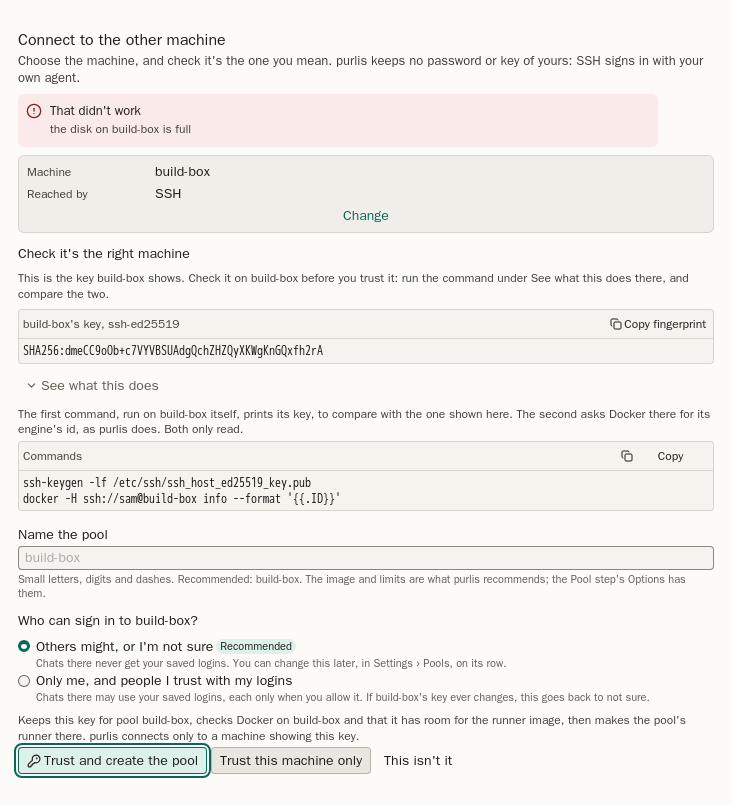 Connect to the other machine
Choose the machine, and check it's the one you mean. purlis keeps no password or key of yours: SSH signs in with your
own agent.
That didn't work
the disk on build-box is full
Machine build-box
Reached by SSH
Change
Check it's the right machine
This is the key build-box shows. Check it on build-box before you trust it: run the command under See what this does there, and
compare the two.
build-box's key, ssh-ed25519 Copy fingerprint
SHA256:dmeCC9oOb+c7VYVBSUAdgQchZHZQyXKWgKnGQxfh2rA
See what this does
The first command, run on build-box itself, prints its key, to compare with the one shown here. The second asks Docker there for its
engine's id, as purlis does. Both only read.
Commands Copy
ssh-keygen -lf /etc/ssh/ssh_host_ed25519_key.pub
docker -H ssh://sam@build-box info --format '{{.ID}}'
Name the pool
build-box
Small letters, digits and dashes. Recommended: build-box. The image and limits are what purlis recommends; the Pool step's Options has
them.
Who can sign in to build-box?
Others might, or I'm not sure Recommended
Chats there never get your saved logins. You can change this later, in Settings › Pools, on its row.
Only me, and people I trust with my logins
Chats there may use your saved logins, each only when you allow it. If build-box's key ever changes, this goes back to not sure.
Keeps this key for pool build-box, checks Docker on build-box and that it has room for the runner image, then makes the pool's
runner there. purlis connects only to a machine showing this key.
Trust and create the pool Trust this machine only This isn't it